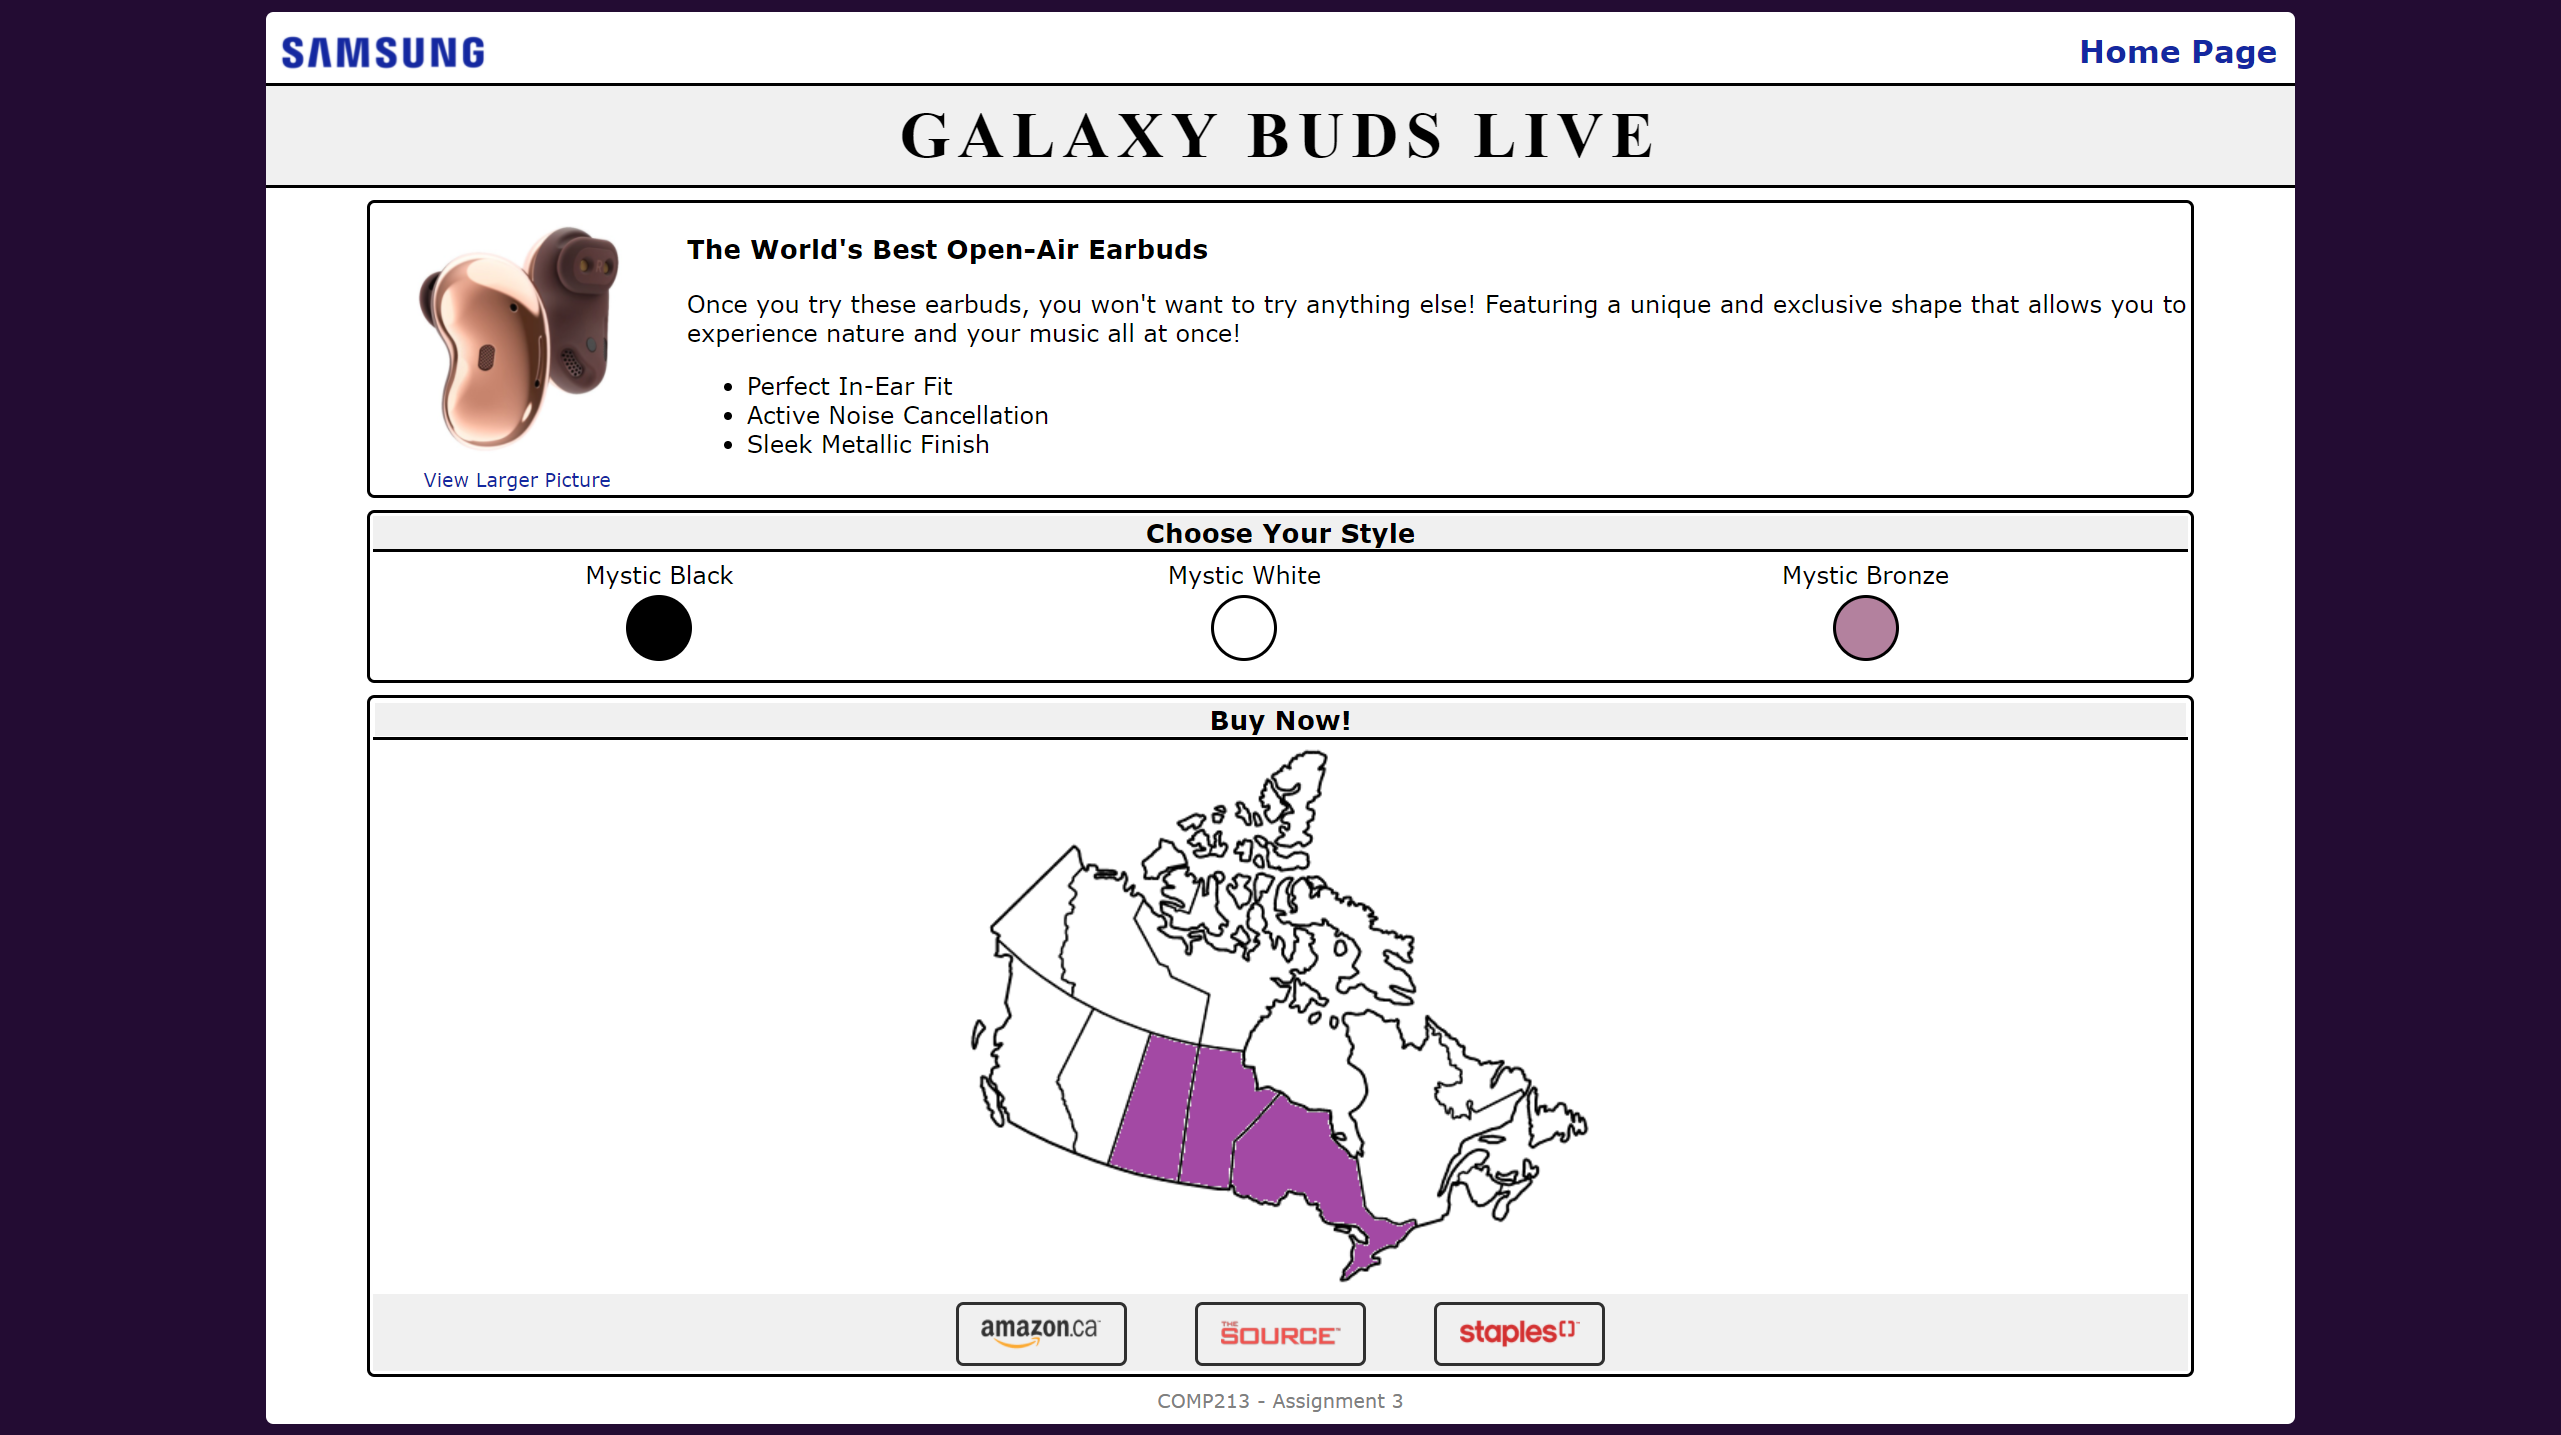 SAMSUNG
Home Page
GALAXY BUDS LIVE
The World's Best Open-Air Earbuds
Once you try these earbuds, you won't want to try anything else! Featuring a unique and exclusive shape that allows you to
experience nature and your music all at once!
• Perfect In-Ear Fit
• Active Noise Cancellation
• Sleek Metallic Finish
View Larger Picture
Choose Your Style
Mystic Black
Mystic White
Mystic Bronze
Buy Now!
amazon.ca™
THE SOURCE™
staples™
COMP213 - Assignment 3